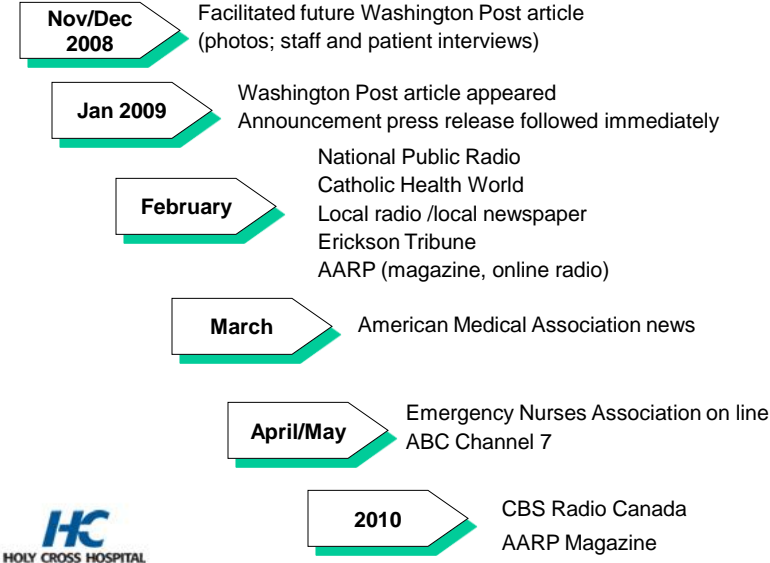 Nov/Dec
2008
Facilitated future Washington Post article
(photos; staff and patient interviews)
Jan 2009
Washington Post article appeared
Announcement press release followed immediately
February
National Public Radio
Catholic Health World
Local radio /local newspaper
Erickson Tribune
AARP (magazine, online radio)
March
American Medical Association news
April/May
Emergency Nurses Association on line
ABC Channel 7
2010
CBS Radio Canada
AARP Magazine
HC
HOLY CROSS HOSPITAL